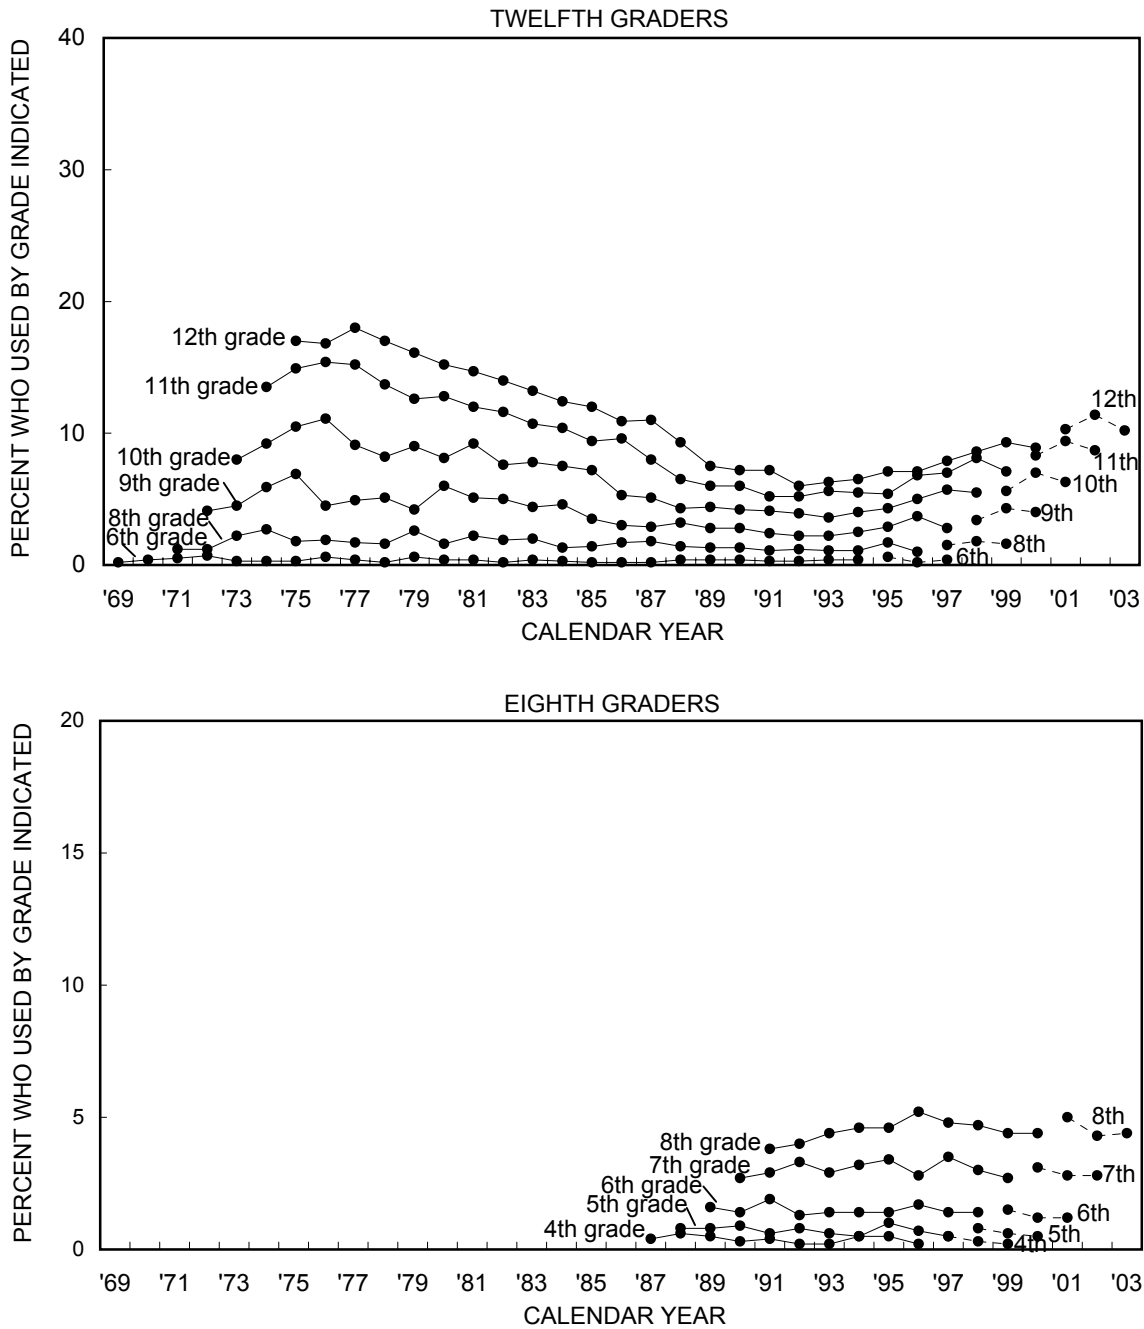 TWELFTH GRADERS
PERCENT WHO USED BY GRADE INDICATED
40
30
20
10
0
12th grade
11th grade
10th grade
9th grade
8th grade
6th grade
12th
11th
10th
9th
8th
6th
'69 '71 '73 '75 '77 '79 '81 '83 '85 '87 '89 '91 '93 '95 '97 '99 '01 '03
CALENDAR YEAR
EIGHTH GRADERS
PERCENT WHO USED BY GRADE INDICATED
20
15
10
5
0
8th grade
7th grade
6th grade
5th grade
4th grade
8th
7th
6th
5th
4th
'69 '71 '73 '75 '77 '79 '81 '83 '85 '87 '89 '91 '93 '95 '97 '99 '01 '03
CALENDAR YEAR